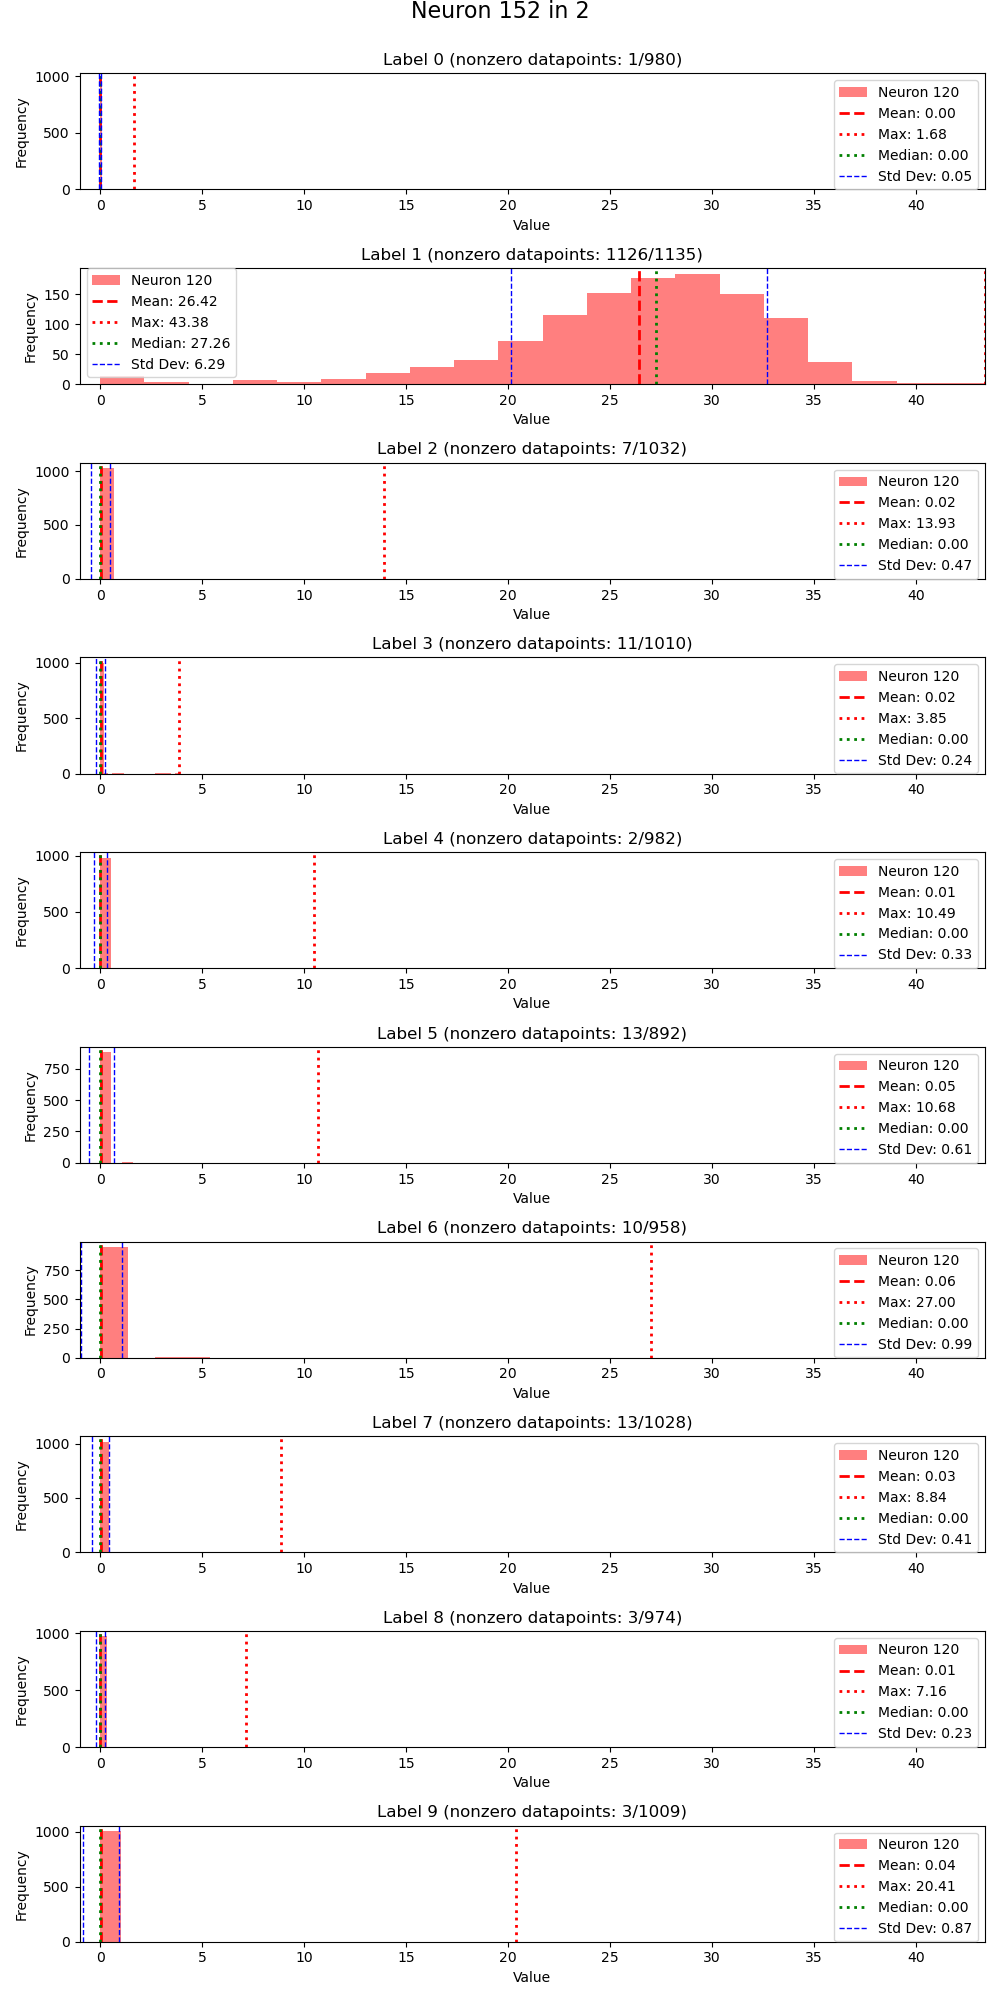 Neuron 152 in 2
Label 0 (nonzero datapoints: 1/980)
Frequency
1000
500
0
Neuron 120
Mean: 0.00
Max: 1.68
Median: 0.00
Std Dev: 0.05
0 5 10 15 20 25 30 35 40
Value
Label 1 (nonzero datapoints: 1126/1135)
Frequency
150
100
50
0
Neuron 120
Mean: 26.42
Max: 43.38
Median: 27.26
Std Dev: 6.29
0 5 10 15 20 25 30 35 40
Value
Label 2 (nonzero datapoints: 7/1032)
Frequency
1000
500
0
Neuron 120
Mean: 0.02
Max: 13.93
Median: 0.00
Std Dev: 0.47
0 5 10 15 20 25 30 35 40
Value
Label 3 (nonzero datapoints: 11/1010)
Frequency
1000
500
0
Neuron 120
Mean: 0.02
Max: 3.85
Median: 0.00
Std Dev: 0.24
0 5 10 15 20 25 30 35 40
Value
Label 4 (nonzero datapoints: 2/982)
Frequency
1000
500
0
Neuron 120
Mean: 0.01
Max: 10.49
Median: 0.00
Std Dev: 0.33
0 5 10 15 20 25 30 35 40
Value
Label 5 (nonzero datapoints: 13/892)
Frequency
750
500
250
0
Neuron 120
Mean: 0.05
Max: 10.68
Median: 0.00
Std Dev: 0.61
0 5 10 15 20 25 30 35 40
Value
Label 6 (nonzero datapoints: 10/958)
Frequency
750
500
250
0
Neuron 120
Mean: 0.06
Max: 27.00
Median: 0.00
Std Dev: 0.99
0 5 10 15 20 25 30 35 40
Value
Label 7 (nonzero datapoints: 13/1028)
Frequency
1000
500
0
Neuron 120
Mean: 0.03
Max: 8.84
Median: 0.00
Std Dev: 0.41
0 5 10 15 20 25 30 35 40
Value
Label 8 (nonzero datapoints: 3/974)
Frequency
1000
500
0
Neuron 120
Mean: 0.01
Max: 7.16
Median: 0.00
Std Dev: 0.23
0 5 10 15 20 25 30 35 40
Value
Label 9 (nonzero datapoints: 3/1009)
Frequency
1000
500
0
Neuron 120
Mean: 0.04
Max: 20.41
Median: 0.00
Std Dev: 0.87
0 5 10 15 20 25 30 35 40
Value